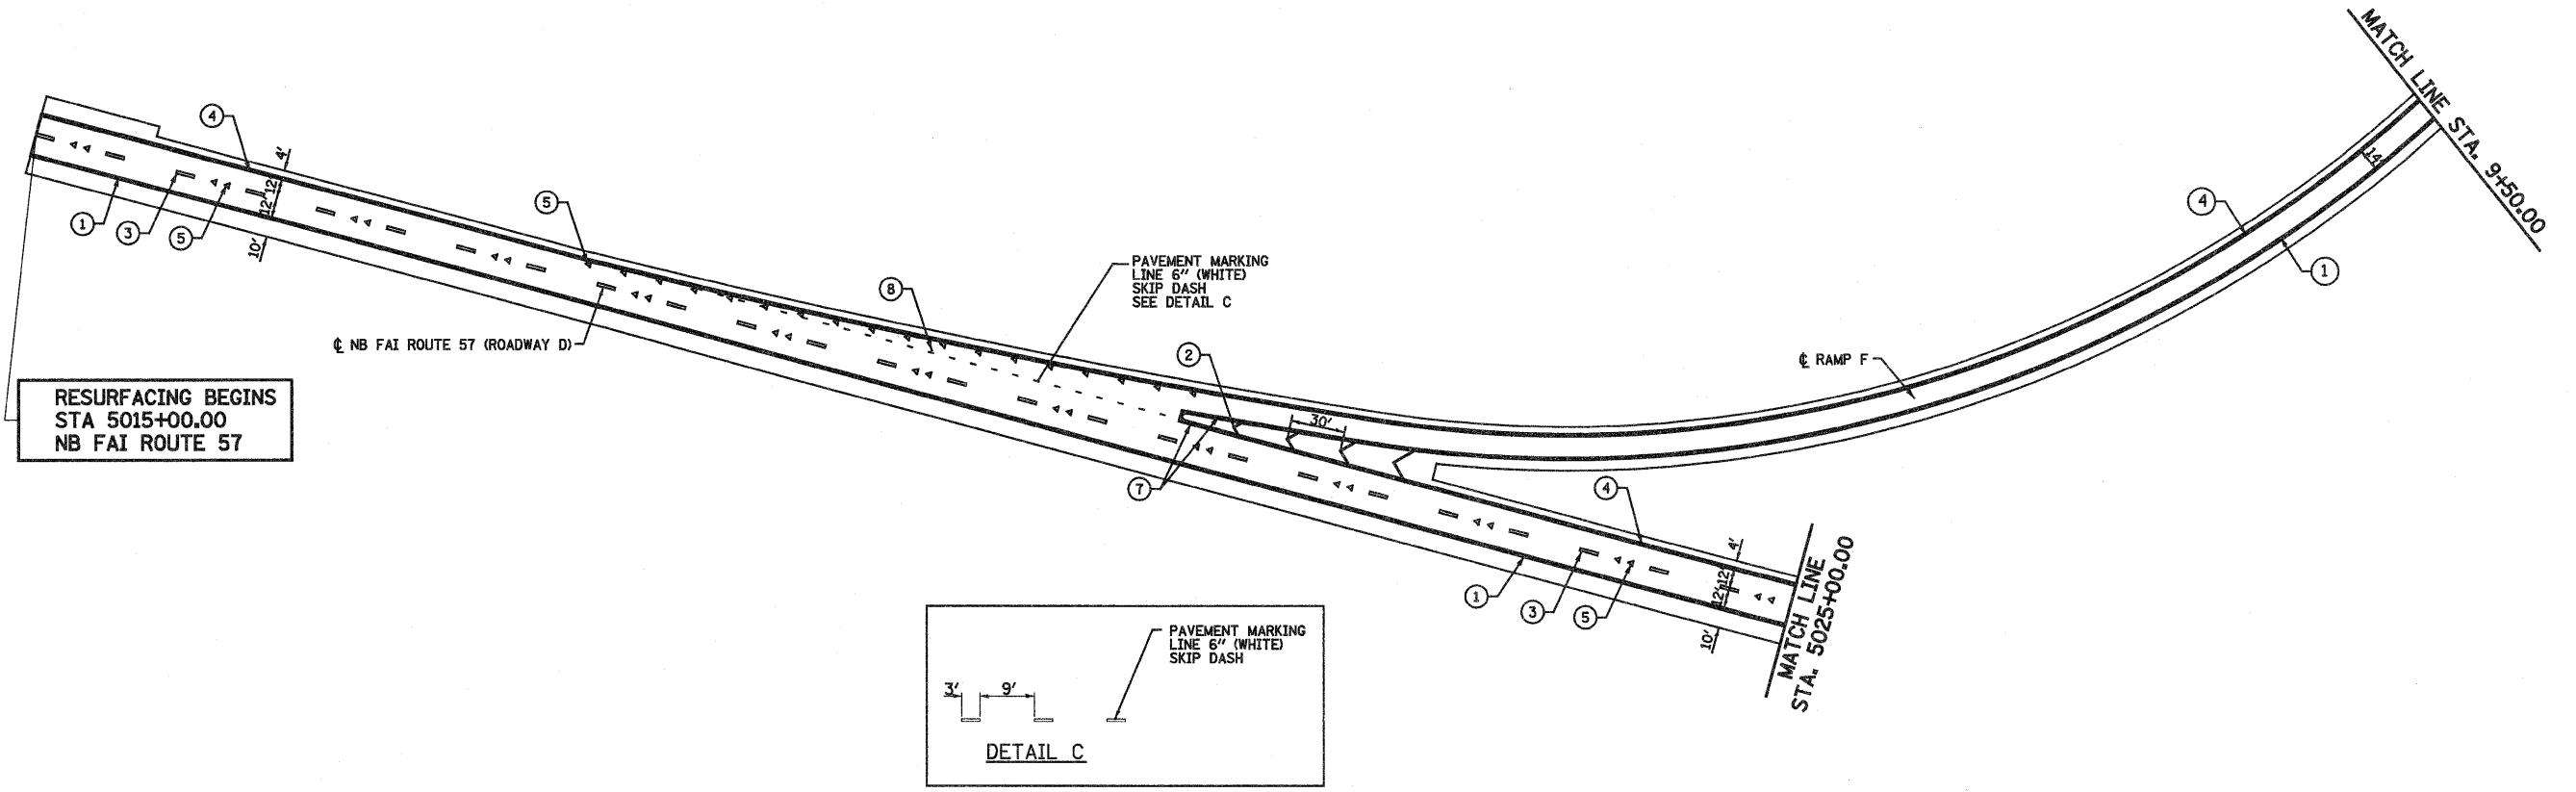 MATCH LINE STA. 9+50.00
4
4'
12'
12'
10'
1
3
5
5
8
PAVEMENT MARKING
LINE 6" (WHITE)
SKIP DASH
SEE DETAIL C
℄ NB FAI ROUTE 57 (ROADWAY D)
RESURFACING BEGINS
STA 5015+00.00
NB FAI ROUTE 57
2
30'
7
℄ RAMP F
14'
4
1
4
4'
12'
12'
10'
1
3
5
MATCH LINE
STA. 5025+00.00
PAVEMENT MARKING
LINE 6" (WHITE)
SKIP DASH
3'
9'
DETAIL C